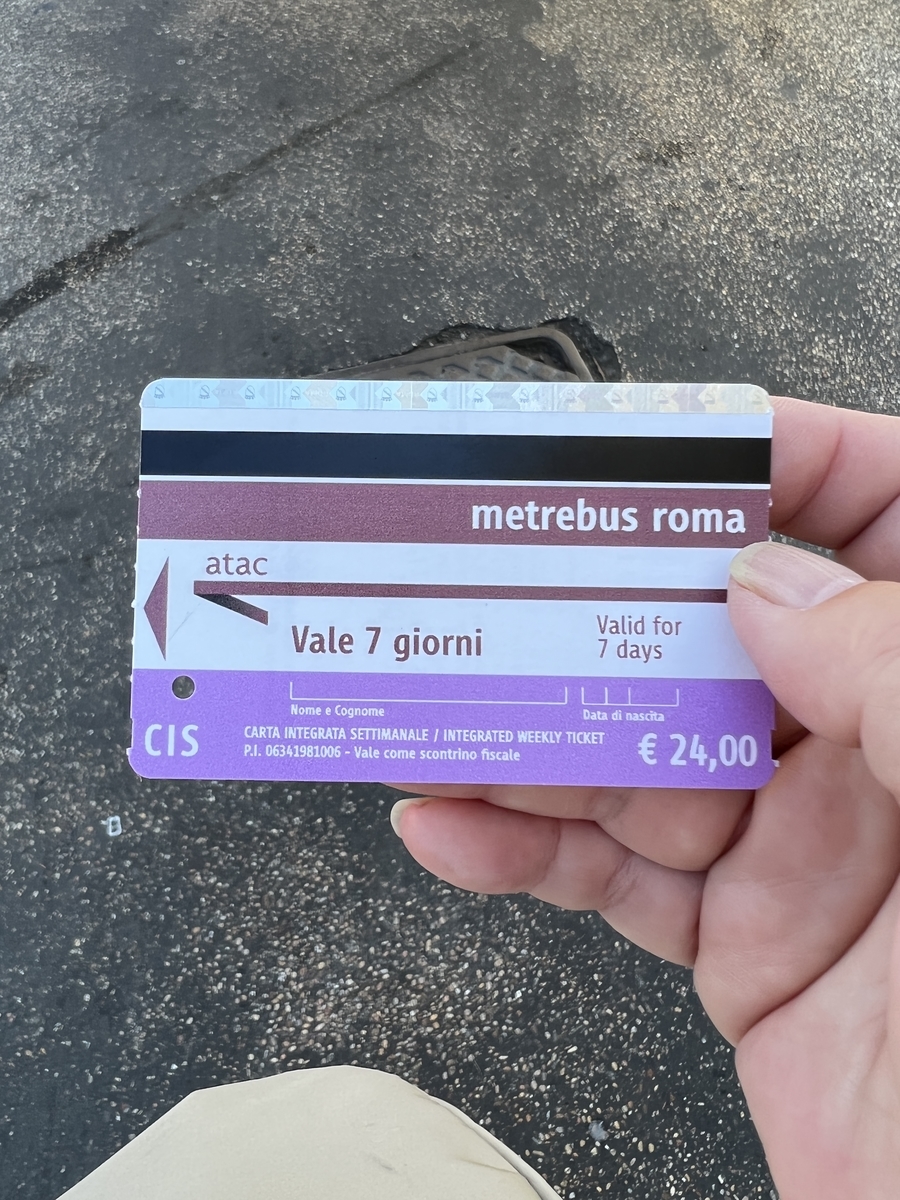 metrebus roma
atac
Vale 7 giorni
Valid for
7 days
Nome e Cognome
Data di nascita
CIS
CARTA INTEGRATA SETTIMANALE / INTEGRATED WEEKLY TICKET
P.I. 06341981006 - Vale come scontrino fiscale
€ 24,00